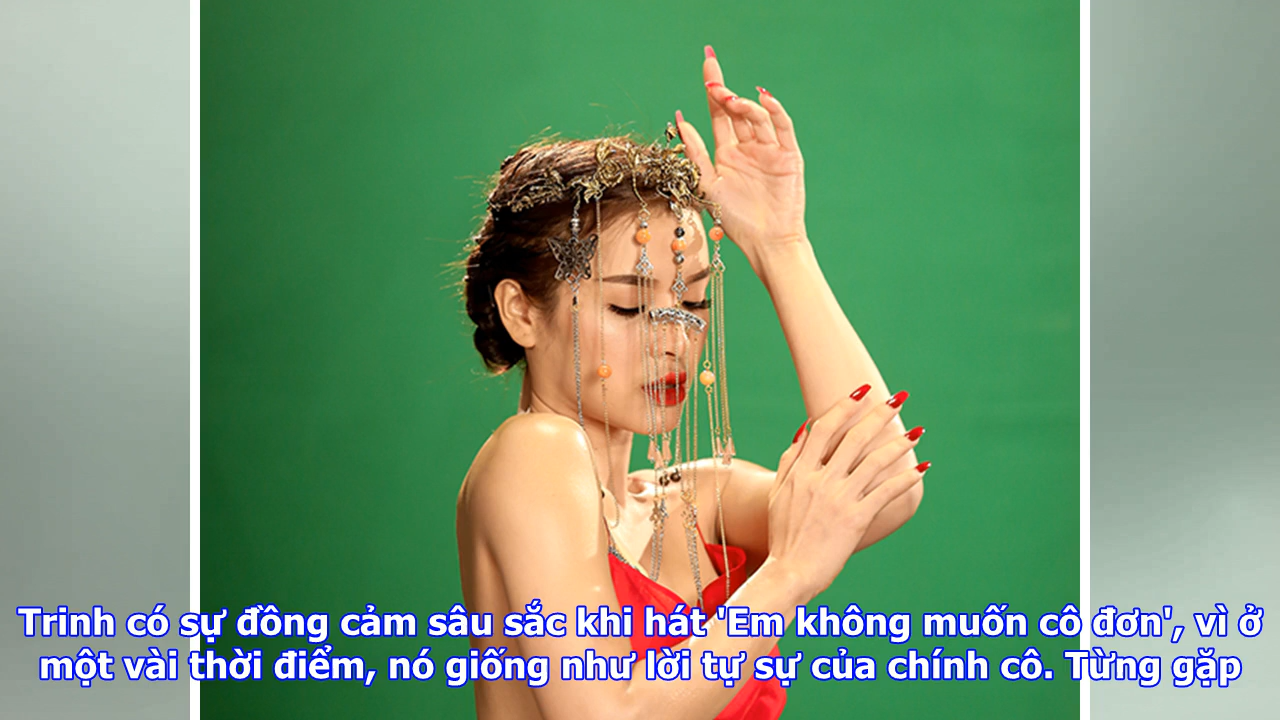 Trinh có sự đồng cảm sâu sắc khi hát 'Em không muốn cô đơn', vì ở
một vài thời điểm, nó giống như lời tự sự của chính cô. Từng gặp